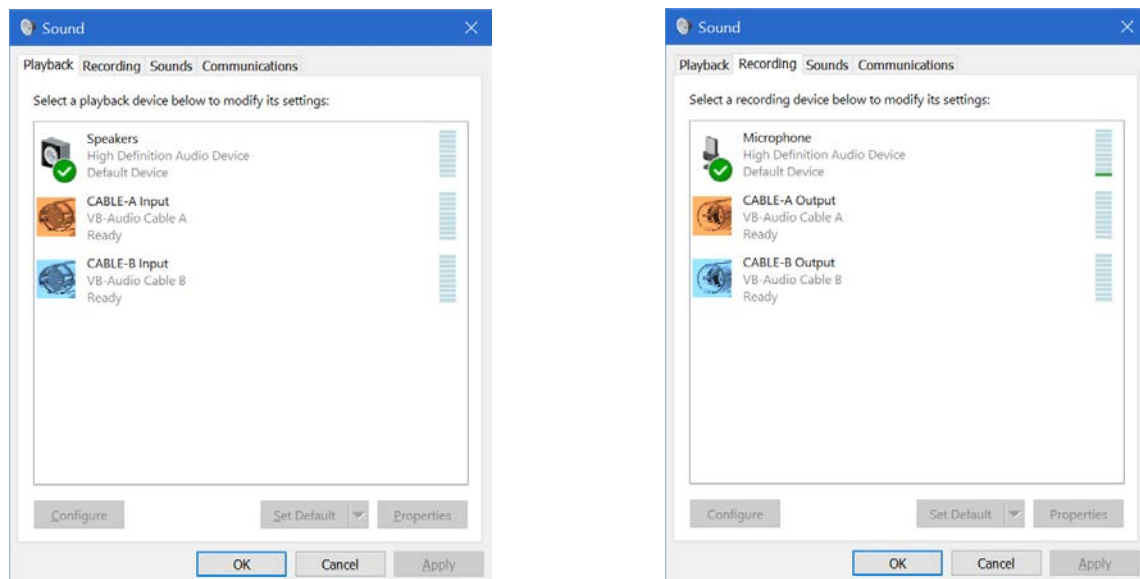 Sound
Playback Recording Sounds Communications
Select a playback device below to modify its settings:
Speakers
High Definition Audio Device
Default Device
CABLE-A Input
VB-Audio Cable A
Ready
CABLE-B Input
VB-Audio Cable B
Ready
Configure Set Default Properties
OK Cancel Apply
Sound
Playback Recording Sounds Communications
Select a recording device below to modify its settings:
Microphone
High Definition Audio Device
Default Device
CABLE-A Output
VB-Audio Cable A
Ready
CABLE-B Output
VB-Audio Cable B
Ready
Configure Set Default Properties
OK Cancel Apply